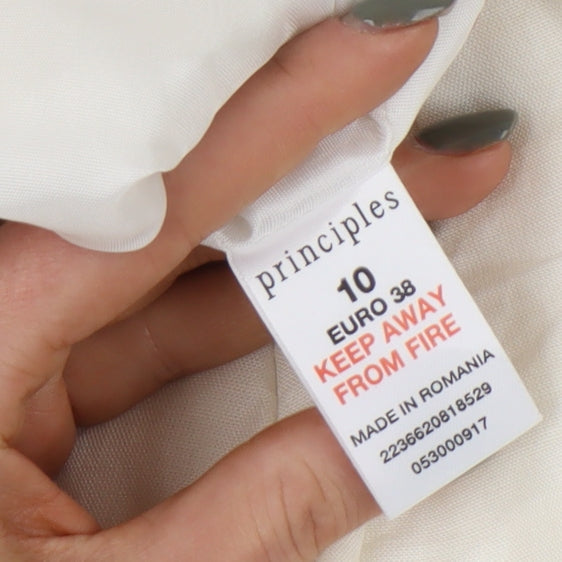 principles
10
EURO 38
KEEP AWAY
FROM FIRE
MADE IN ROMANIA
2236620818529
053000917